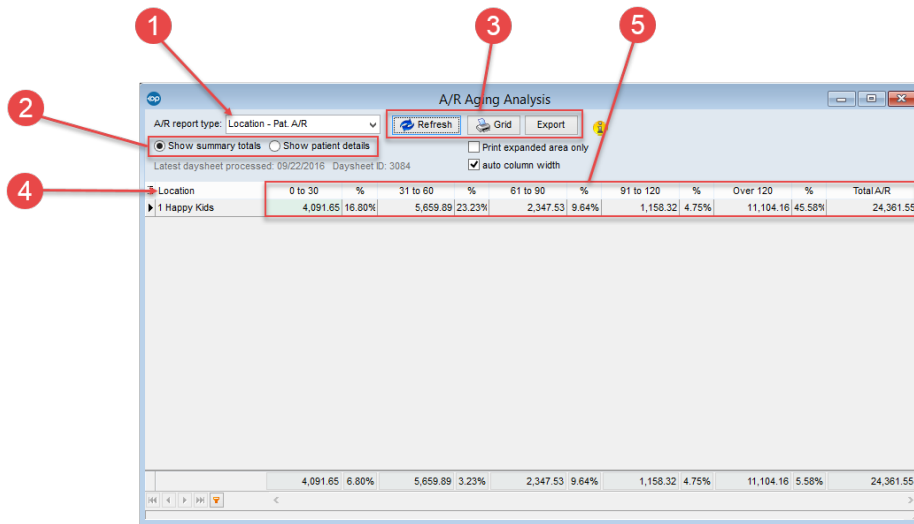 1
3
5
2
4
A/R Aging Analysis
A/R report type: Location - Pat. A/R Refresh Grid Export
Show summary totals Show patient details Print expanded area only
Latest daysheet processed: 09/22/2016 Daysheet ID: 3084 auto column width
Location 0 to 30 % 31 to 60 % 61 to 90 % 91 to 120 % Over 120 % Total A/R
1 Happy Kids 4,091.65 16.80% 5,659.89 23.23% 2,347.53 9.64% 1,158.32 4.75% 11,104.16 45.58% 24,361.55
4,091.65 6.80% 5,659.89 3.23% 2,347.53 9.64% 1,158.32 4.75% 11,104.16 5.58% 24,361.55